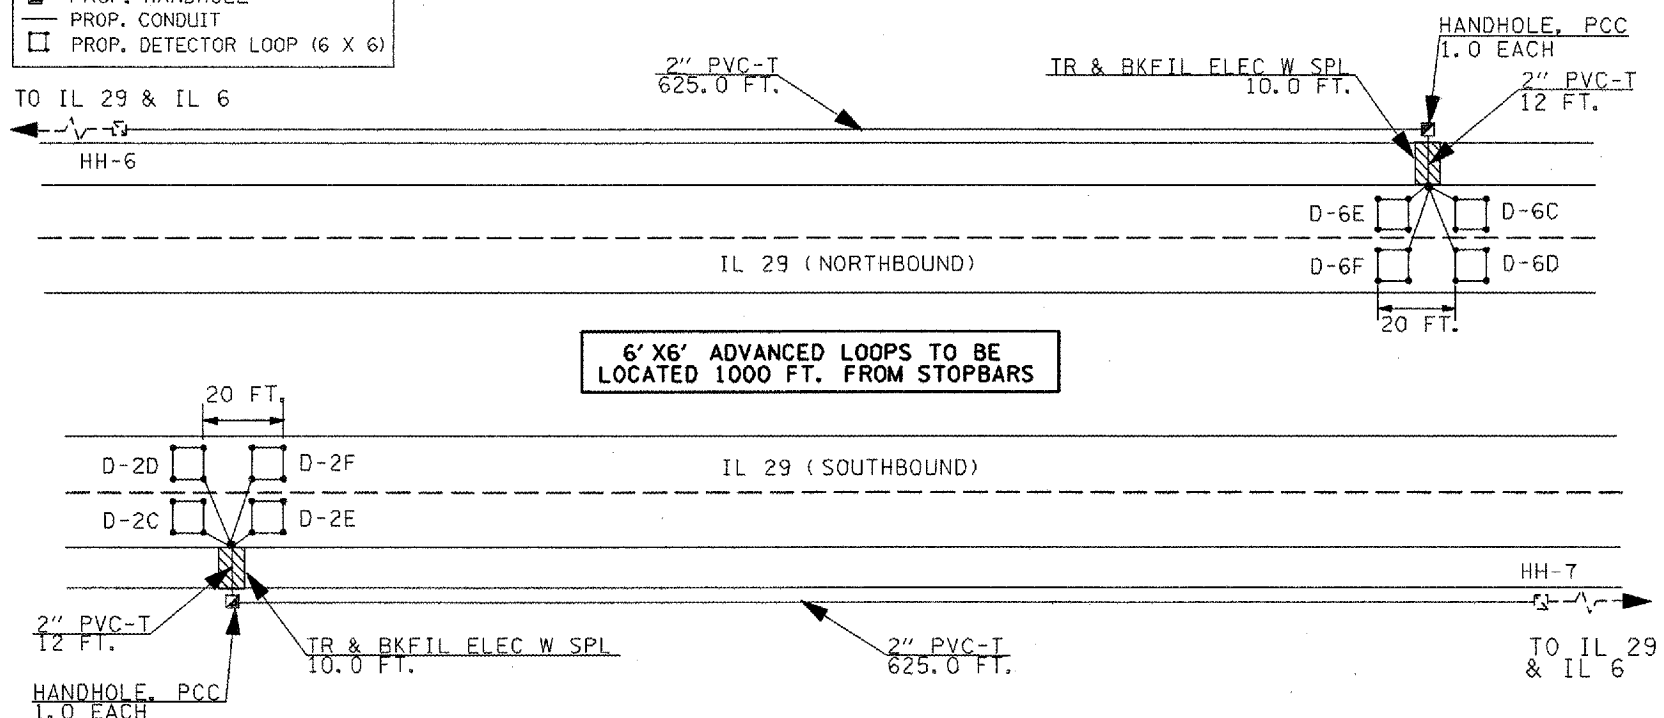 PROP. HANDHOLE
PROP. CONDUIT
PROP. DETECTOR LOOP (6 X 6)
HANDHOLE, PCC
1.0 EACH
2" PVC-T
625.0 FT.
TR & BKFIL ELEC W SPL
10.0 FT.
2" PVC-T
12 FT.
TO IL 29 & IL 6
HH-6
D-6E
D-6C
D-6F
D-6D
IL 29 (NORTHBOUND)
20 FT.
6'X6' ADVANCED LOOPS TO BE
LOCATED 1000 FT. FROM STOPBARS
20 FT.
D-2D
D-2F
IL 29 (SOUTHBOUND)
D-2C
D-2E
HH-7
2" PVC-T
12 FT.
TR & BKFIL ELEC W SPL
10.0 FT.
2" PVC-T
625.0 FT.
TO IL 29
& IL 6
HANDHOLE, PCC
1.0 EACH